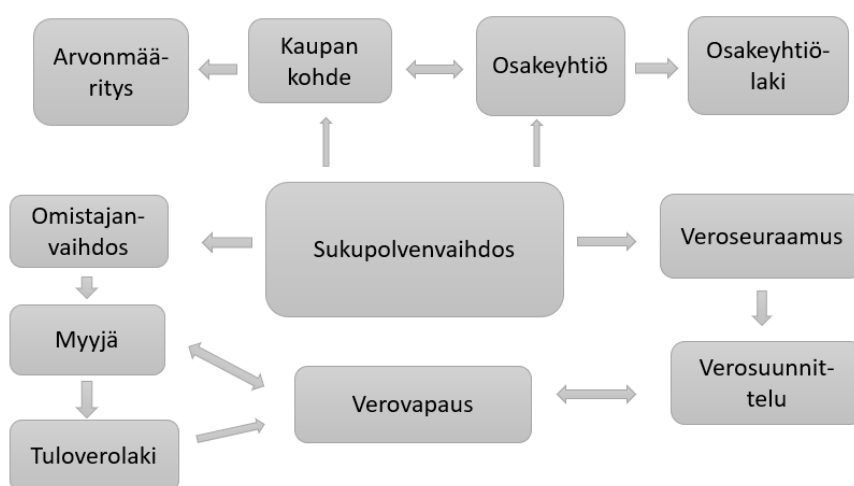 Arvonmää-
ritys
Kaupan
kohde
Osakeyhtiö
Osakeyhtiö-
laki
Omistajan-
vaihdos
Sukupolvenvaihdos
Veroseuraamus
Myyjä
Verovapaus
Verosuunnit-
telu
Tuloverolaki